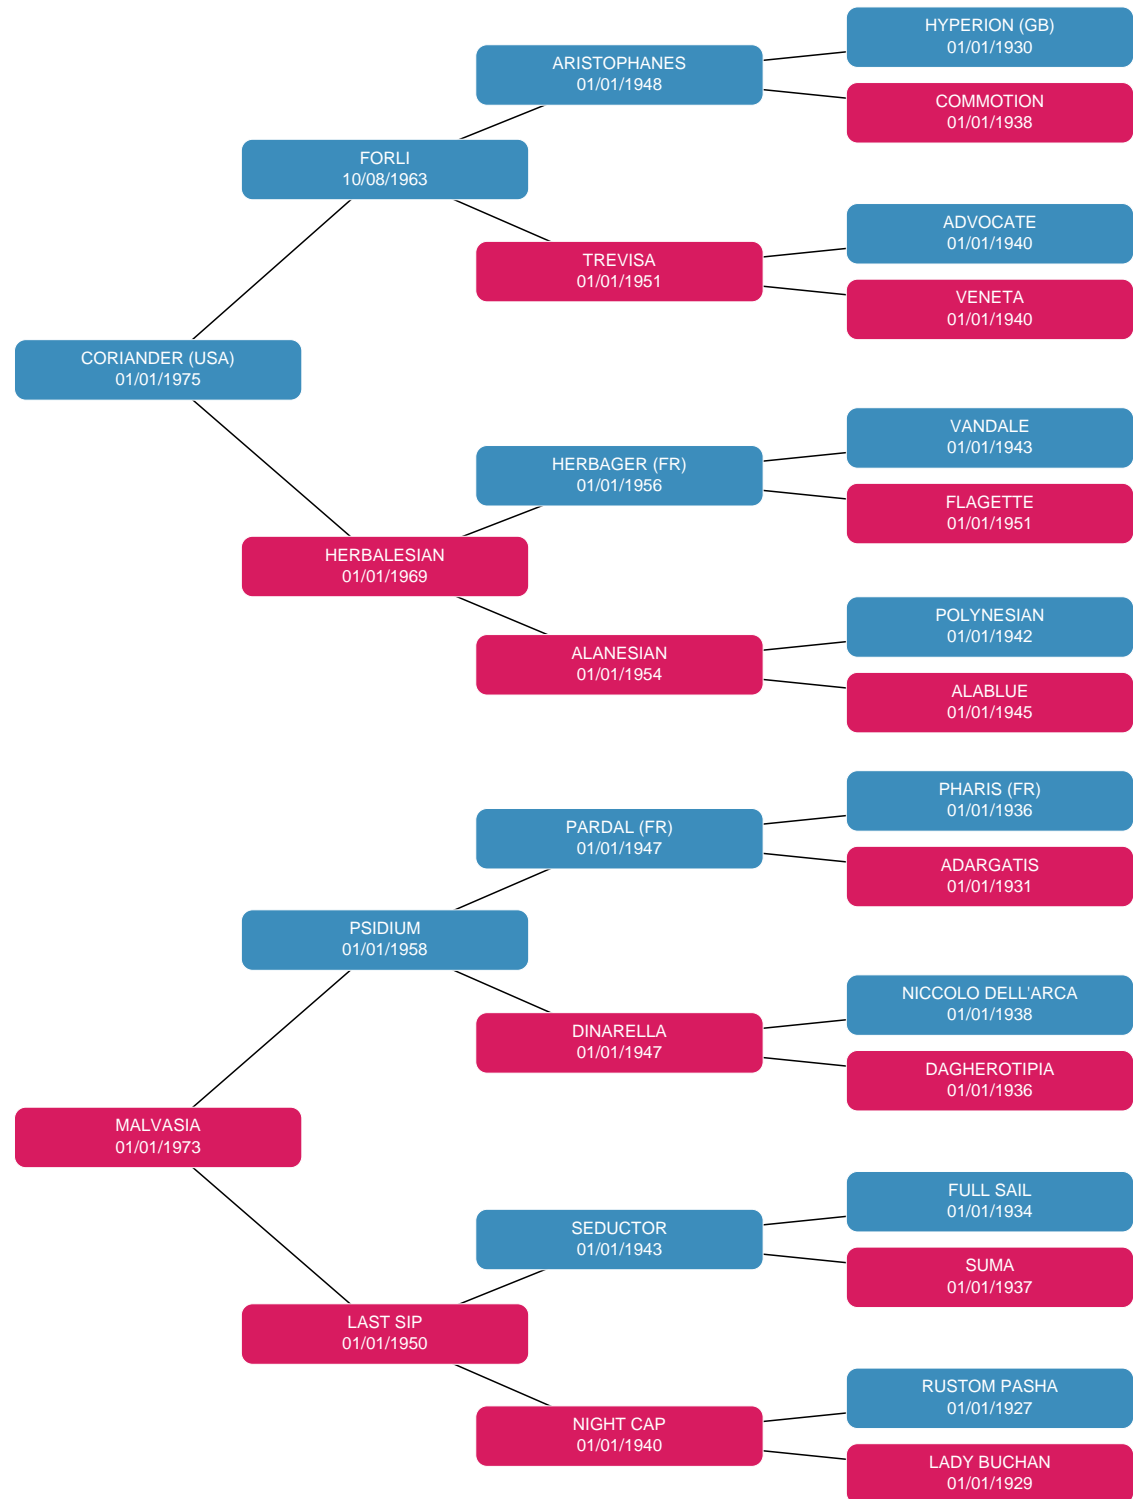 HYPERION (GB)
01/01/1930
ARISTOPHANES
01/01/1948
COMMOTION
01/01/1938
FORLI
10/08/1963
ADVOCATE
01/01/1940
TREVISA
01/01/1951
VENETA
01/01/1940
CORIANDER (USA)
01/01/1975
VANDALE
01/01/1943
HERBAGER (FR)
01/01/1956
FLAGETTE
01/01/1951
HERBALESIAN
01/01/1969
POLYNESIAN
01/01/1942
ALANESIAN
01/01/1954
ALABLUE
01/01/1945
PHARIS (FR)
01/01/1936
PARDAL (FR)
01/01/1947
ADARGATIS
01/01/1931
PSIDIUM
01/01/1958
NICCOLO DELL'ARCA
01/01/1938
DINARELLA
01/01/1947
DAGHEROTIPIA
01/01/1936
MALVASIA
01/01/1973
FULL SAIL
01/01/1934
SEDUCTOR
01/01/1943
SUMA
01/01/1937
LAST SIP
01/01/1950
RUSTOM PASHA
01/01/1927
NIGHT CAP
01/01/1940
LADY BUCHAN
01/01/1929